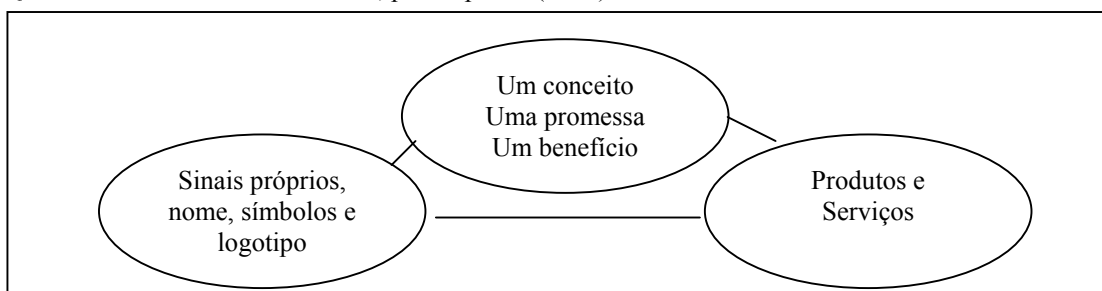 Um conceito
Uma promessa
Um benefício
Sinais próprios,
nome, símbolos e
logotipo
Produtos e
Serviços